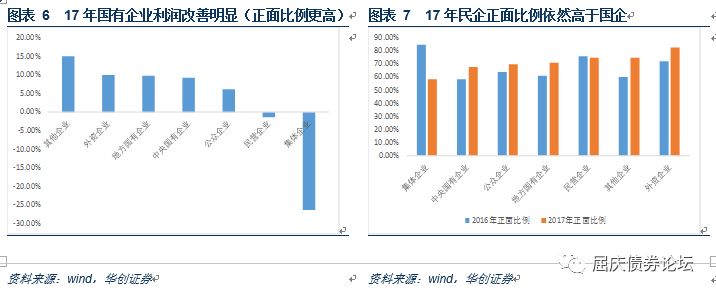 图表 6 17 年国有企业利润改善明显（正面比例更高）
20.00%
15.00%
10.00%
5.00%
0.00%
-5.00%
-10.00%
-15.00%
-20.00%
-25.00%
-30.00%
其他企业
外资企业
地方国有企业
中央国有企业
公众企业
民营企业
集体企业
资料来源：wind，华创证券
图表 7 17 年民企正面比例依然高于国企
90.00%
80.00%
70.00%
60.00%
50.00%
40.00%
30.00%
20.00%
10.00%
0.00%
集体企业
中央国有企业
公众企业
地方国有企业
民营企业
其他企业
外资企业
2016年正面比例 2017年正面比例
资料来源：wind，华创证券
屈庆债券论坛